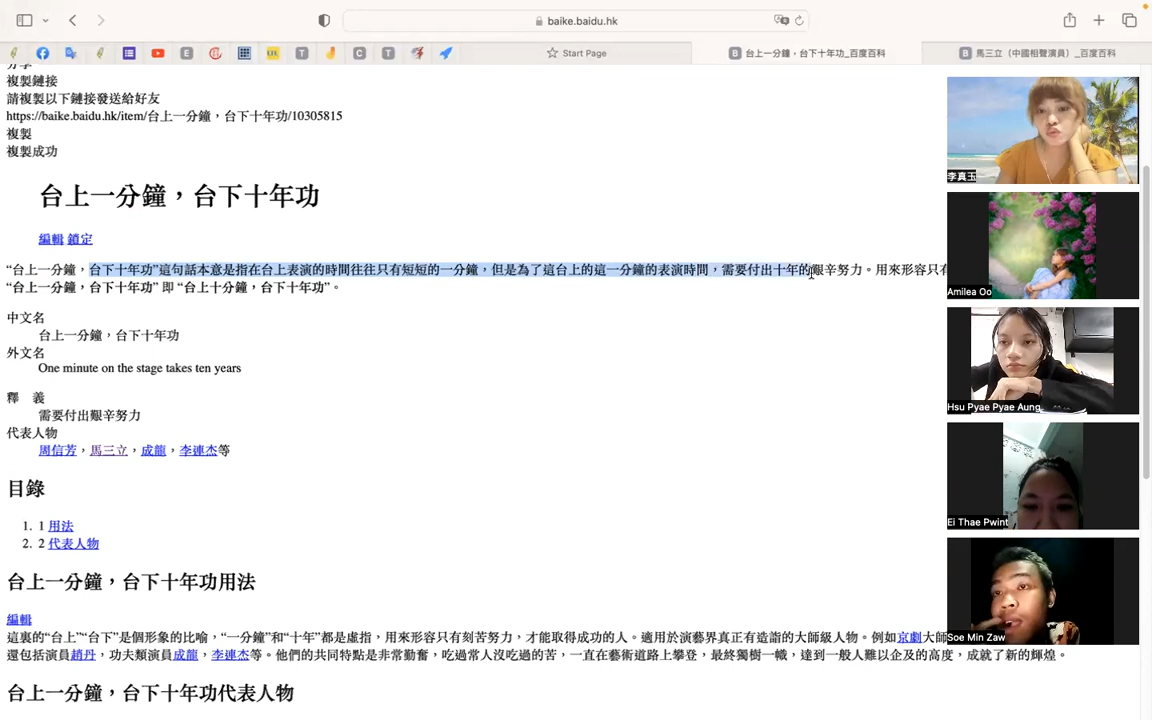 baike.baidu.hk
Start Page
台上一分鐘，台下十年功_百度百科
馬三立（中國相聲演員）_百度百科
分享
複製鏈接
請複製以下鏈接發送給好友
https://baike.baidu.hk/item/台上一分鐘，台下十年功/10305815
複製
複製成功
台上一分鐘，台下十年功
編輯 鎖定
“台上一分鐘，台下十年功”這句話本意是指在台上表演的時間往往只有短短的一分鐘，但是為了這台上的這一分鐘的表演時間，需要付出十年的艱辛努力。用來形容只有
“台上一分鐘，台下十年功” 即 “台上十分鐘，台下十年功”。
中文名
台上一分鐘，台下十年功
外文名
One minute on the stage takes ten years
釋 義
需要付出艱辛努力
代表人物
周信芳，馬三立，成龍，李連杰等
目錄
1. 1 用法
2. 2 代表人物
台上一分鐘，台下十年功用法
編輯
這裏的“台上”“台下”是個形象的比喻，“一分鐘”和“十年”都是虛指，用來形容只有刻苦努力，才能取得成功的人。適用於演藝界真正有造詣的大師級人物。例如京劇大師
還包括演員趙丹，功夫類演員成龍，李連杰等。他們的共同特點是非常勤奮，吃過常人沒吃過的苦，一直在藝術道路上攀登，最終獨樹一幟，達到一般人難以企及的高度，成就了新的輝煌。
台上一分鐘，台下十年功代表人物
李真玉
Amilea Oo
Hsu Pyae Pyae Aung
Ei Thae Pwint
Soe Min Zaw